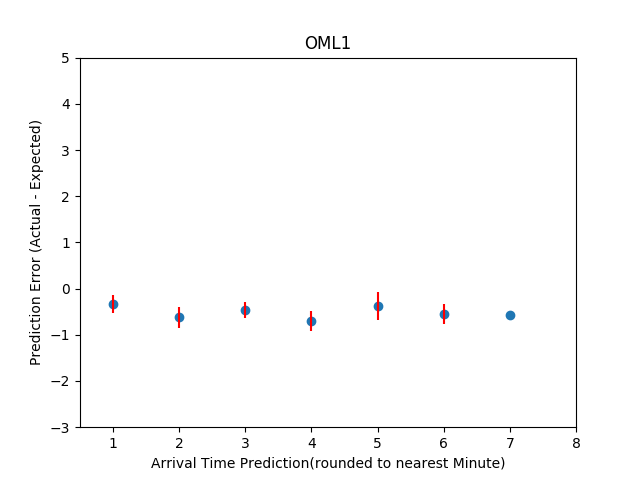 OML1
Prediction Error (Actual - Expected)
5
4
3
2
1
0
−1
−2
−3
1 2 3 4 5 6 7 8
Arrival Time Prediction(rounded to nearest Minute)